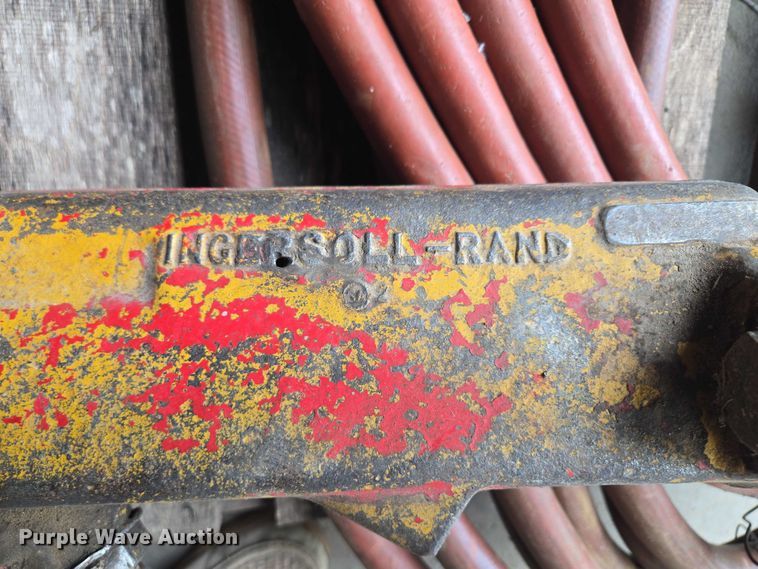 INGERSOLL-RAND
Purple Wave Auction